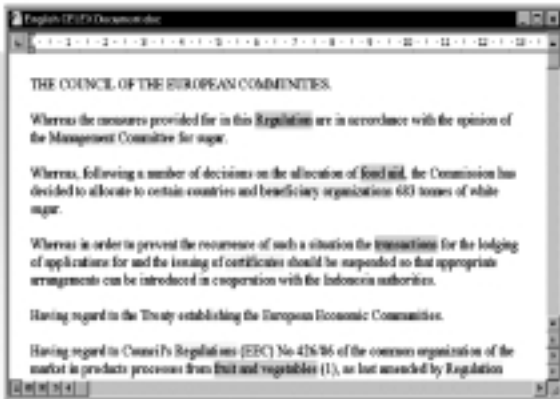 English CELEX Document.doc
THE COUNCIL OF THE EUROPEAN COMMUNITIES.
Whereas the measures provided for in this Regulation are in accordance with the opinion of
the Management Committee for sugar.
Whereas, following a number of decisions on the allocation of food aid, the Commission has
decided to allocate to certain countries and beneficiary organizations 683 tonnes of white
sugar.
Whereas in order to prevent the recurrence of such a situation the transactions for the lodging
of applications for and the issuing of certificates should be suspended so that appropriate
arrangements can be introduced in cooperation with the Indonesia authorities.
Having regard to the Treaty establishing the European Economic Communities.
Having regard to Council's Regulations (EEC) No 426/86 of the common organization of the
market in products processes from fruit and vegetables (1), as last amended by Regulation